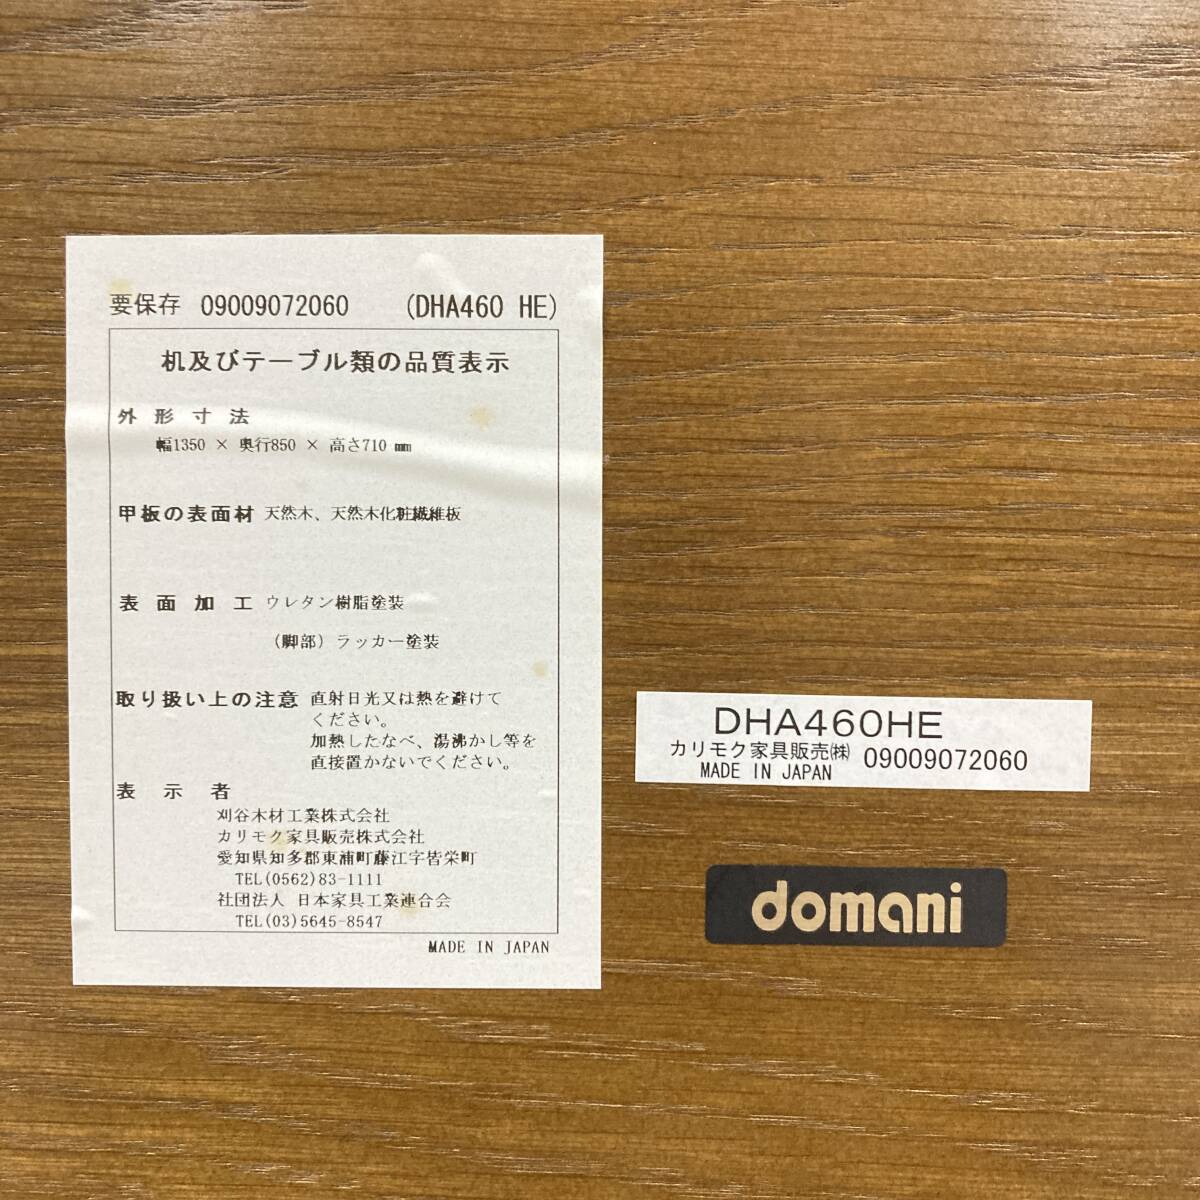 要保存 09009072060 (DHA460 HE)
机及びテーブル類の品質表示
外形寸法
幅1350 × 奥行850 × 高さ710 mm
甲板の表面材 天然木、天然木化粧繊維板
表面加工 ウレタン樹脂塗装
(脚部) ラッカー塗装
取り扱い上の注意 直射日光又は熱を避けて
ください。
加熱したなべ、湯沸かし等を
直接置かないでください。
表示者
刈谷木材工業株式会社
カリモク家具販売株式会社
愛知県知多郡東浦町藤江字皆栄町
TEL(0562)83-1111
社団法人 日本家具工業連合会
TEL(03)5645-8547
MADE IN JAPAN
DHA460HE
カリモク家具販売㈱ 09009072060
MADE IN JAPAN
domani